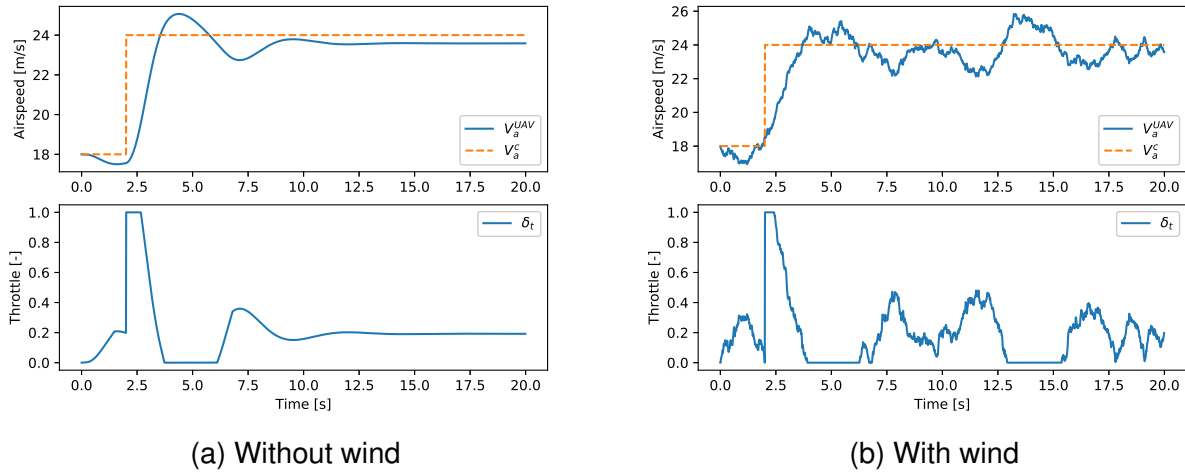 Airspeed [m/s]
24
22
20
18
0.0 2.5 5.0 7.5 10.0 12.5 15.0 17.5 20.0
V_a^{UAV}
V_a^c
Throttle [-]
1.0
0.8
0.6
0.4
0.2
0.0
δ_t
0.0 2.5 5.0 7.5 10.0 12.5 15.0 17.5 20.0
Time [s]
(a) Without wind
Airspeed [m/s]
26
24
22
20
18
16
0.0 2.5 5.0 7.5 10.0 12.5 15.0 17.5 20.0
V_a^{UAV}
V_a^c
Throttle [-]
1.0
0.8
0.6
0.4
0.2
0.0
δ_t
0.0 2.5 5.0 7.5 10.0 12.5 15.0 17.5 20.0
Time [s]
(b) With wind